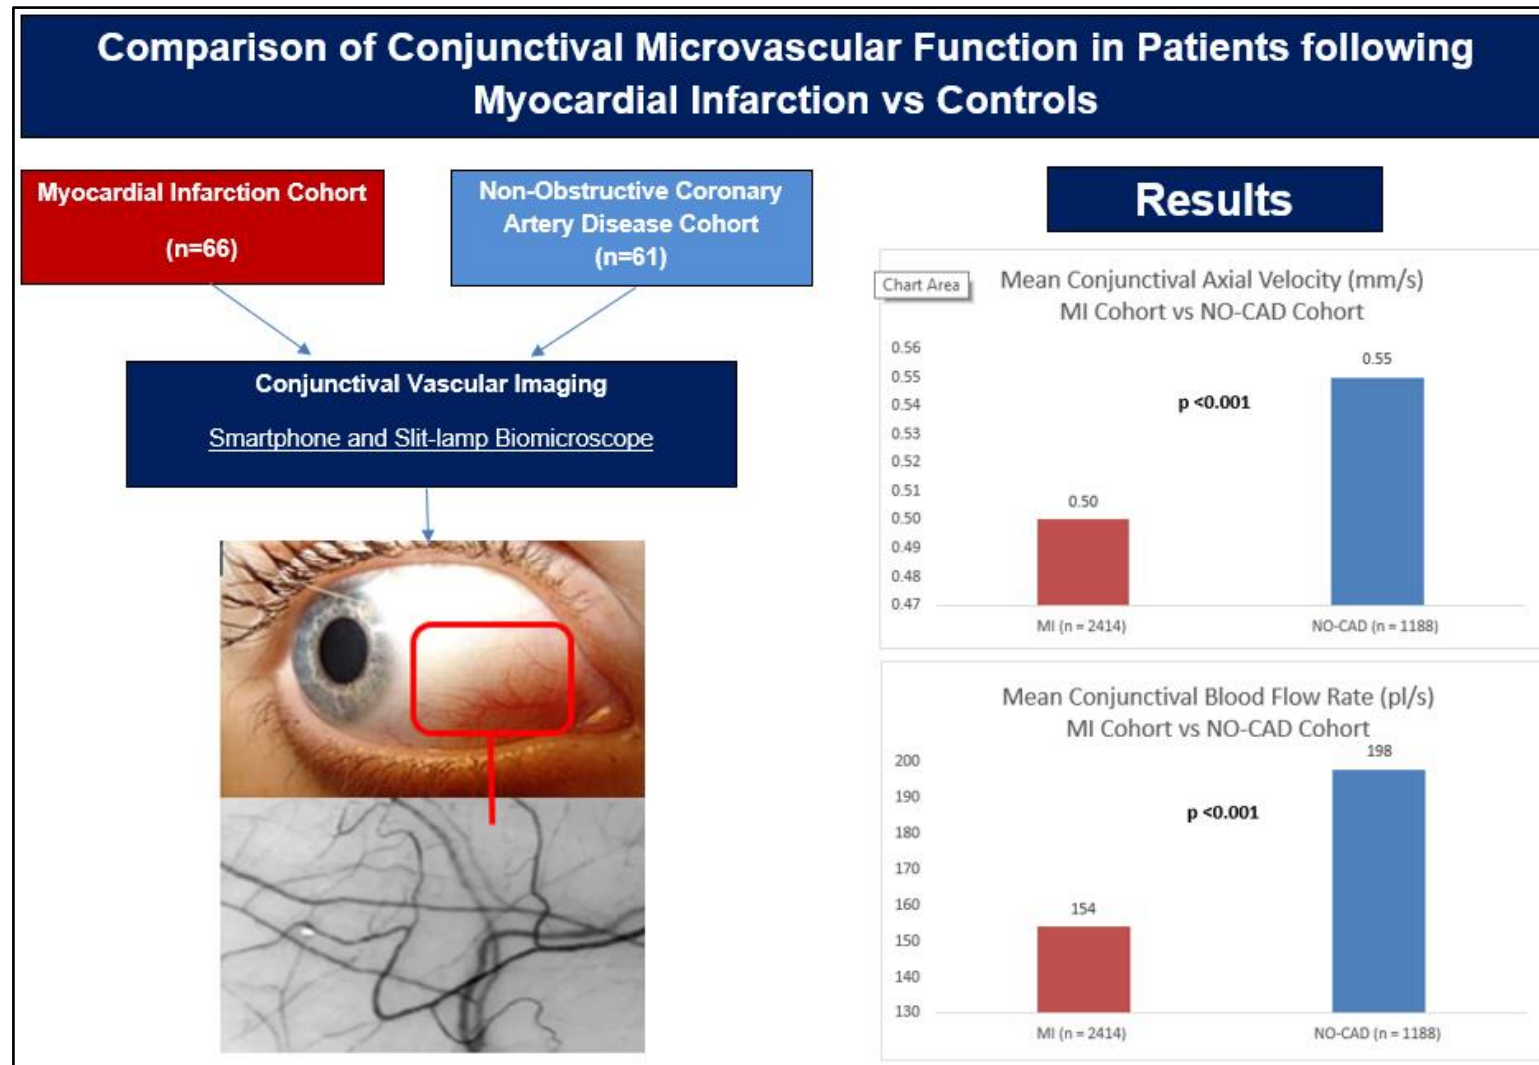 Comparison of Conjunctival Microvascular Function in Patients following
Myocardial Infarction vs Controls
Myocardial Infarction Cohort
(n=66)
Non-Obstructive Coronary
Artery Disease Cohort
(n=61)
Conjunctival Vascular Imaging
Smartphone and Slit-lamp Biomicroscope
Results
Chart Area
Mean Conjunctival Axial Velocity (mm/s)
MI Cohort vs NO-CAD Cohort
0.56
0.55
0.54
0.53
0.52
0.51
0.50
0.49
0.48
0.47
p <0.001
0.50
0.55
MI (n = 2414)
NO-CAD (n = 1188)
Mean Conjunctival Blood Flow Rate (pl/s)
MI Cohort vs NO-CAD Cohort
200
190
180
170
160
150
140
130
p <0.001
154
198
MI (n = 2414)
NO-CAD (n = 1188)